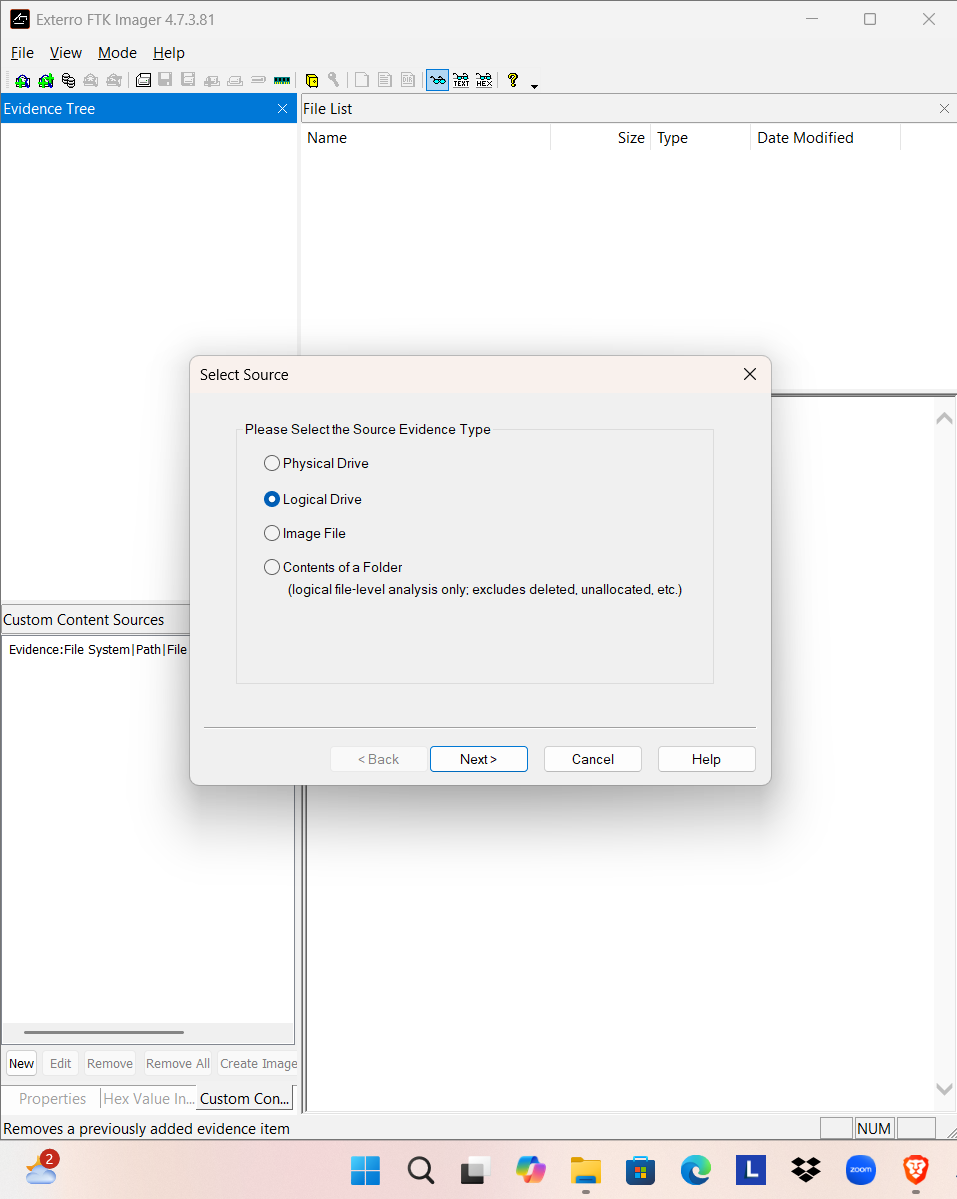 Exterro FTK Imager 4.7.3.81
File View Mode Help
TEXT HEX
Evidence Tree
File List
Name Size Type Date Modified
Select Source
Please Select the Source Evidence Type
Physical Drive
Logical Drive
Image File
Contents of a Folder
(logical file-level analysis only; excludes deleted, unallocated, etc.)
< Back Next > Cancel Help
Custom Content Sources
Evidence:File System|Path|File
New Edit Remove Remove All Create Image
Properties Hex Value In... Custom Con...
Removes a previously added evidence item
NUM
2
L
zoom